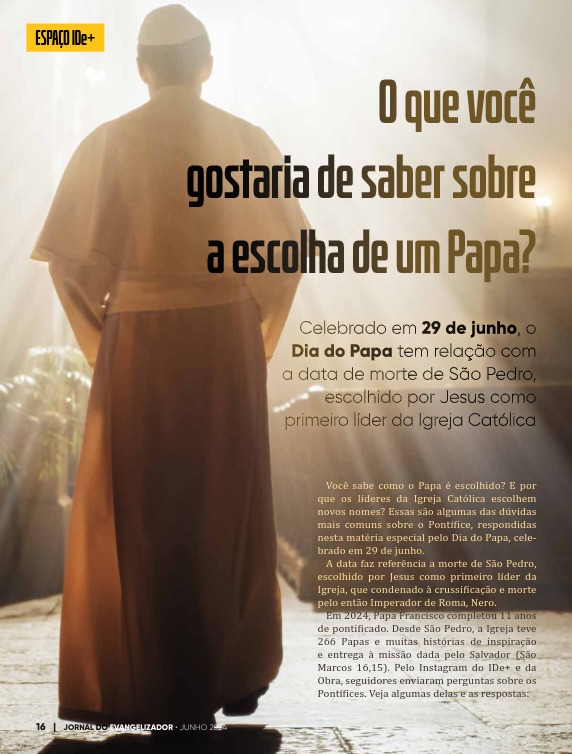 ESPAÇO IDe+
O que você
gostaria de saber sobre
a escolha de um Papa?
Celebrado em 29 de junho, o
Dia do Papa tem relação com
a data de morte de São Pedro,
escolhido por Jesus como
primeiro líder da Igreja Católica
Você sabe como o Papa é escolhido? E por
que os líderes da Igreja Católica escolhem
novos nomes? Essas são algumas das dúvidas
mais comuns sobre o Pontífice, respondidas
nesta matéria especial pelo Dia do Papa, cele-
brado em 29 de junho.
A data faz referência a morte de São Pedro,
escolhido por Jesus como primeiro líder da
Igreja, que condenado à crussificação e morte
pelo então Imperador de Roma, Nero.
Em 2024, Papa Francisco completou 11 anos
de pontificado. Desde São Pedro, a Igreja teve
266 Papas e muitas histórias de inspiração
e entrega à missão dada pelo Salvador (São
Marcos 16,15). Pelo Instagram do IDe+ e da
Obra, seguidores enviaram perguntas sobre os
Pontífices. Veja algumas delas e as respostas:
16 | JORNAL DO EVANGELIZADOR · JUNHO 2024